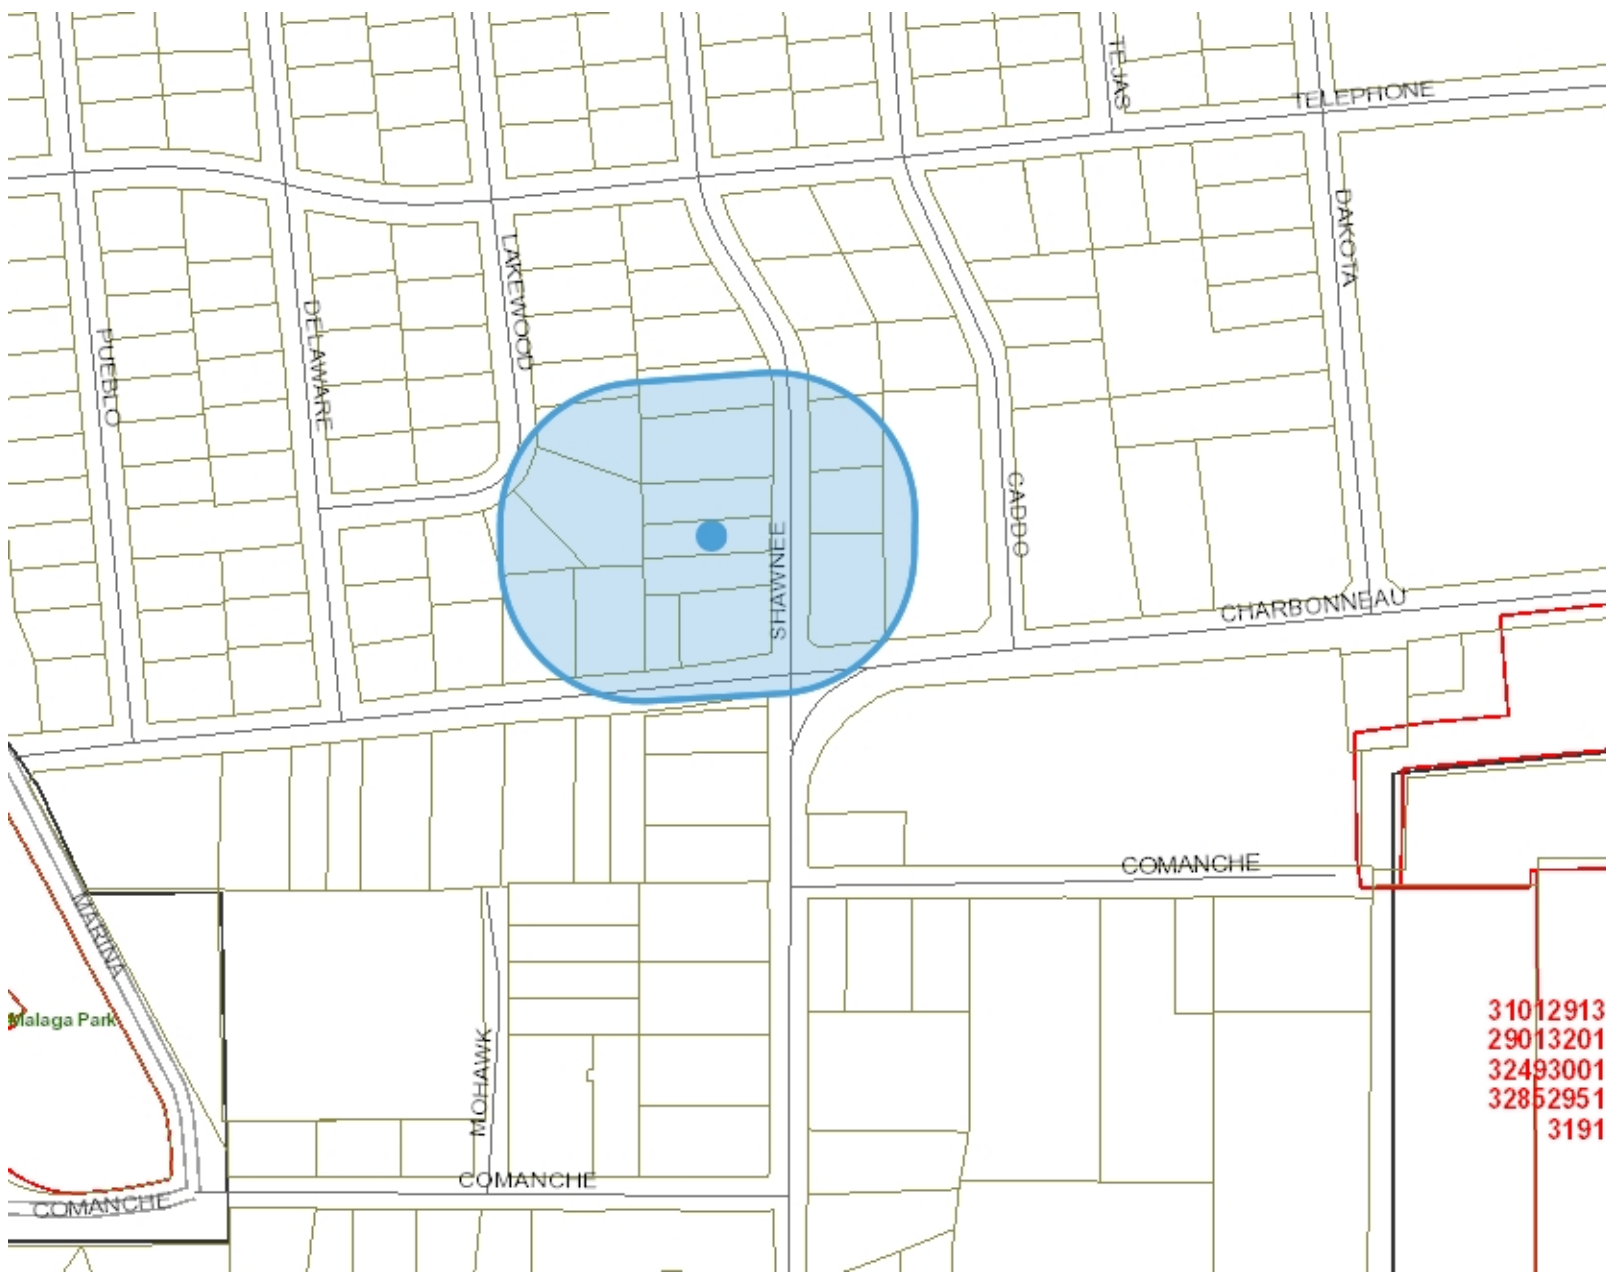 TEJAS
TELEPHONE
DAKOTA
LAKEWOOD
DELAWARE
PUEBLO
CADDO
SHAWNEE
CHARBONNEAU
COMANCHE
MARINA
Malaga Park
31012913
29013201
32493001
32852951
3191
MOHAWK
COMANCHE
COMANCHE